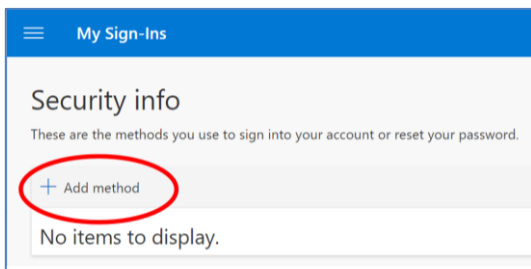 My Sign-Ins
Security info
These are the methods you use to sign into your account or reset your password.
Add method
No items to display.